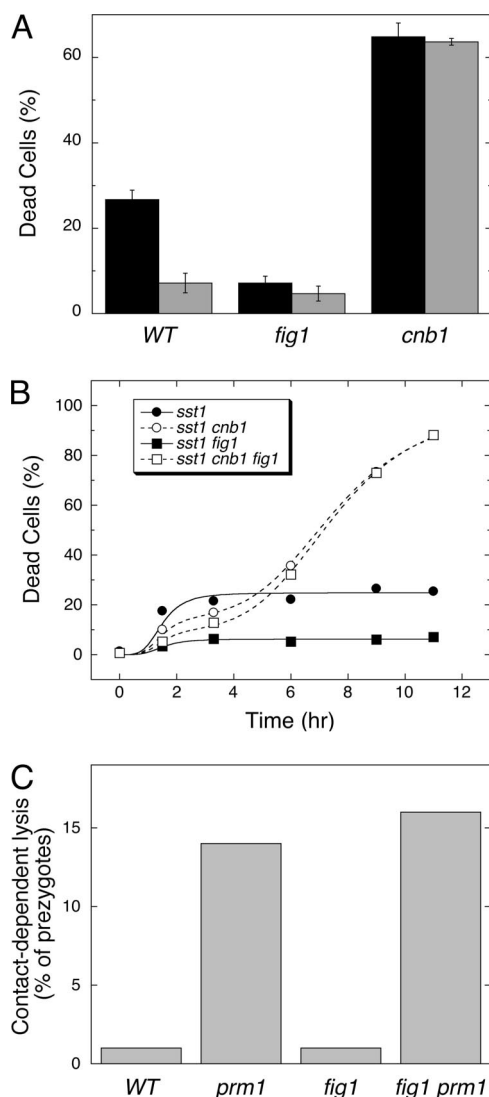 A
Dead Cells (%)
60
40
20
0
WT fig1 cnb1
B
Dead Cells (%)
100
80
60
40
20
0
sst1
sst1 cnb1
sst1 fig1
sst1 cnb1 fig1
0 2 4 6 8 10 12
Time (hr)
C
Contact-dependent lysis
(% of prezygotes)
15
10
5
0
WT prm1 fig1 fig1 prm1